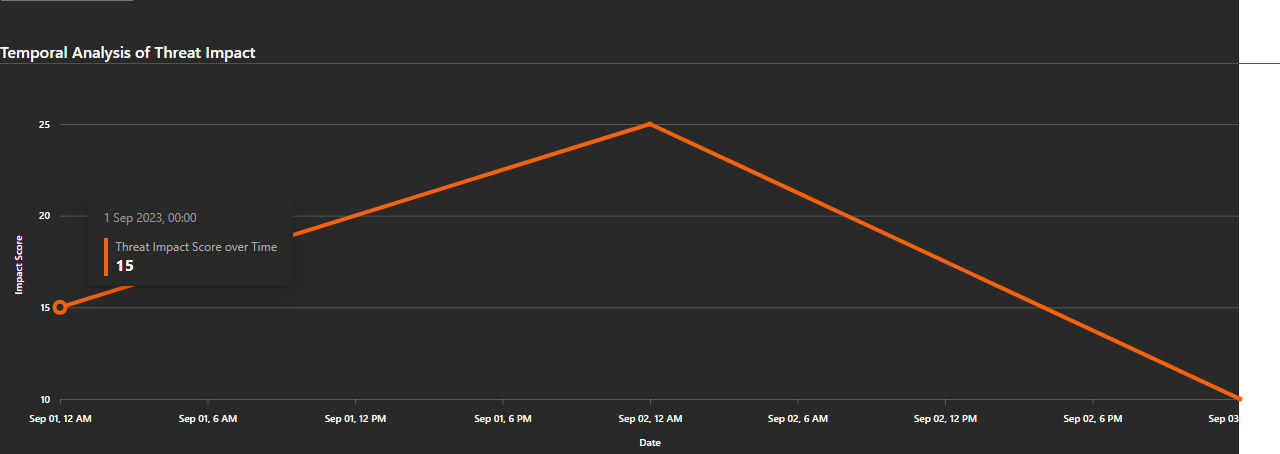 Temporal Analysis of Threat Impact
25
20
15
10
Impact Score
1 Sep 2023, 00:00
Threat Impact Score over Time
15
Sep 01, 12 AM
Sep 01, 6 AM
Sep 01, 12 PM
Sep 01, 6 PM
Sep 02, 12 AM
Sep 02, 6 AM
Sep 02, 12 PM
Sep 02, 6 PM
Sep 03
Date